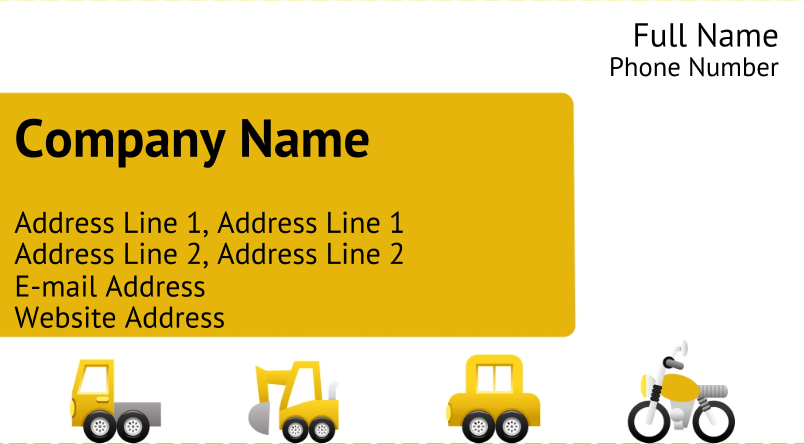 Full Name
Phone Number
Company Name
Address Line 1, Address Line 1
Address Line 2, Address Line 2
E-mail Address
Website Address